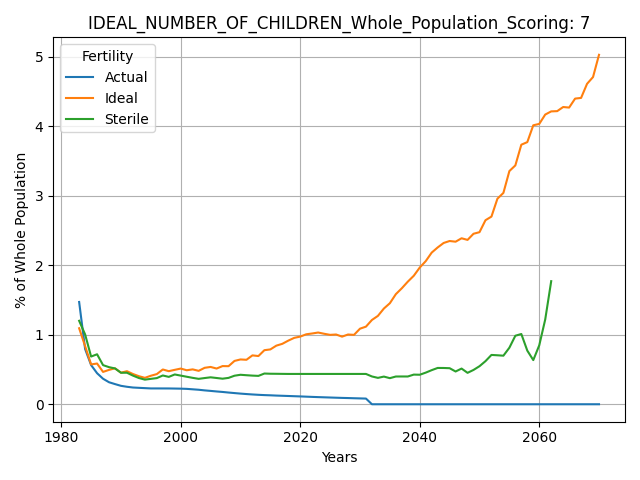 IDEAL_NUMBER_OF_CHILDREN_Whole_Population_Scoring: 7
Fertility
Actual
Ideal
Sterile
% of Whole Population
5
4
3
2
1
0
1980 2000 2020 2040 2060
Years